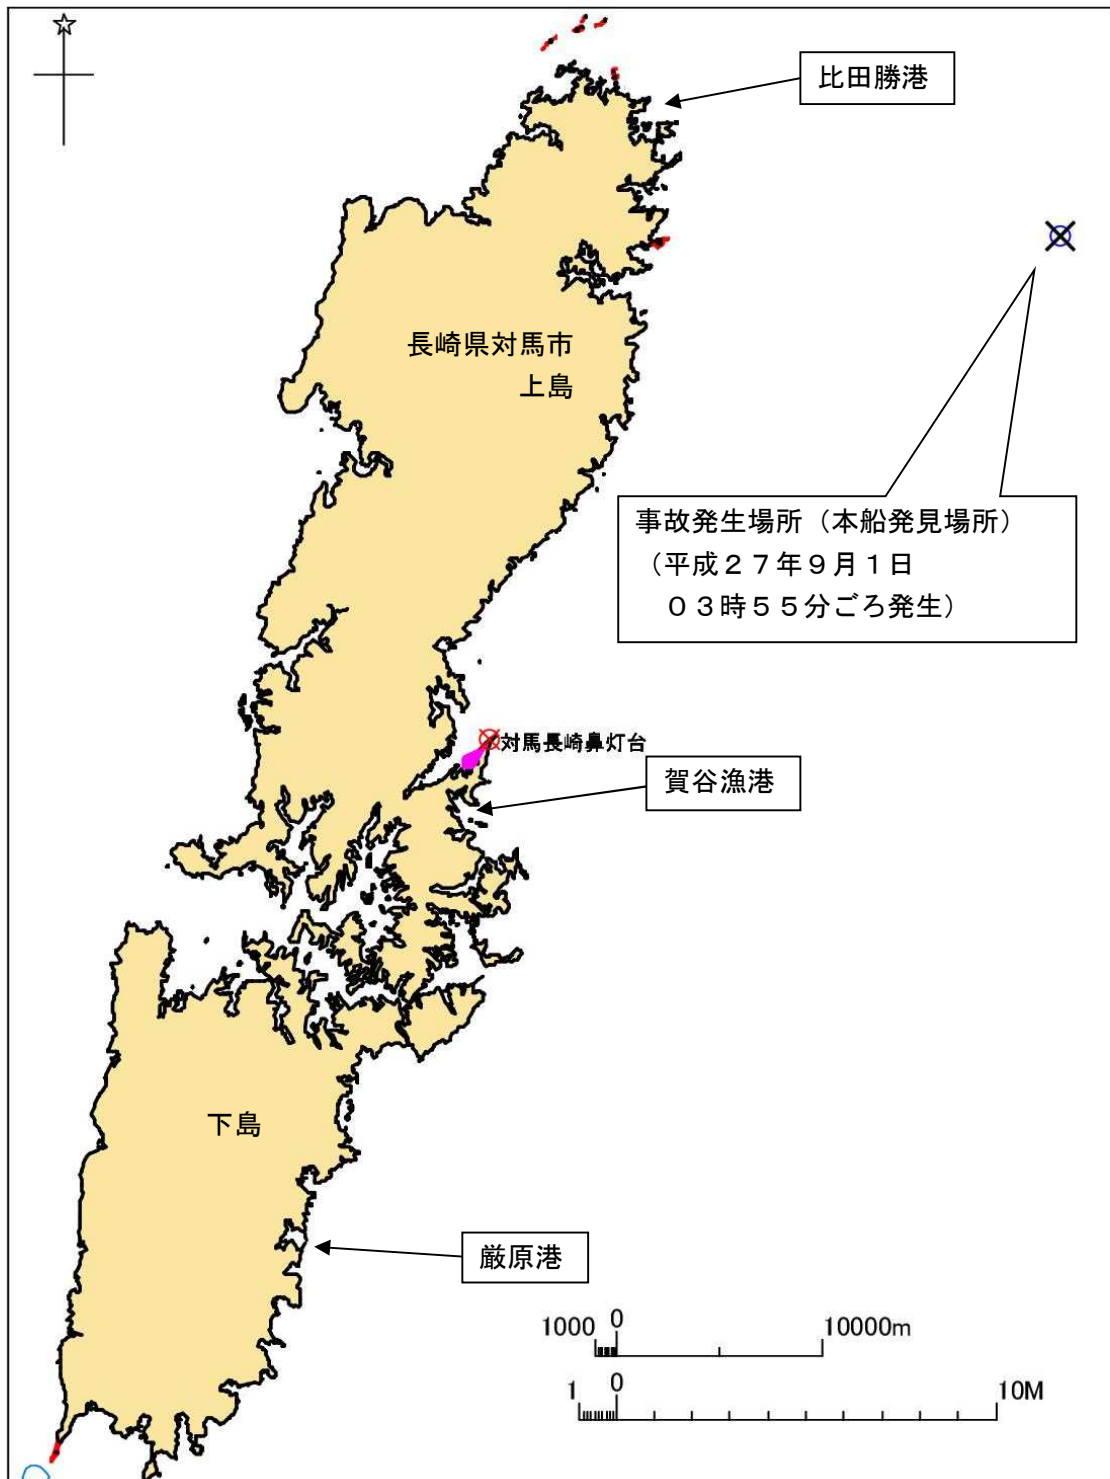 比田勝港
長崎県対馬市
上島
事故発生場所（本船発見場所）
（平成２７年９月１日
０３時５５分ごろ発生）
対馬長崎鼻灯台
賀谷漁港
下島
厳原港
1000 0 10000m
1 0 10M